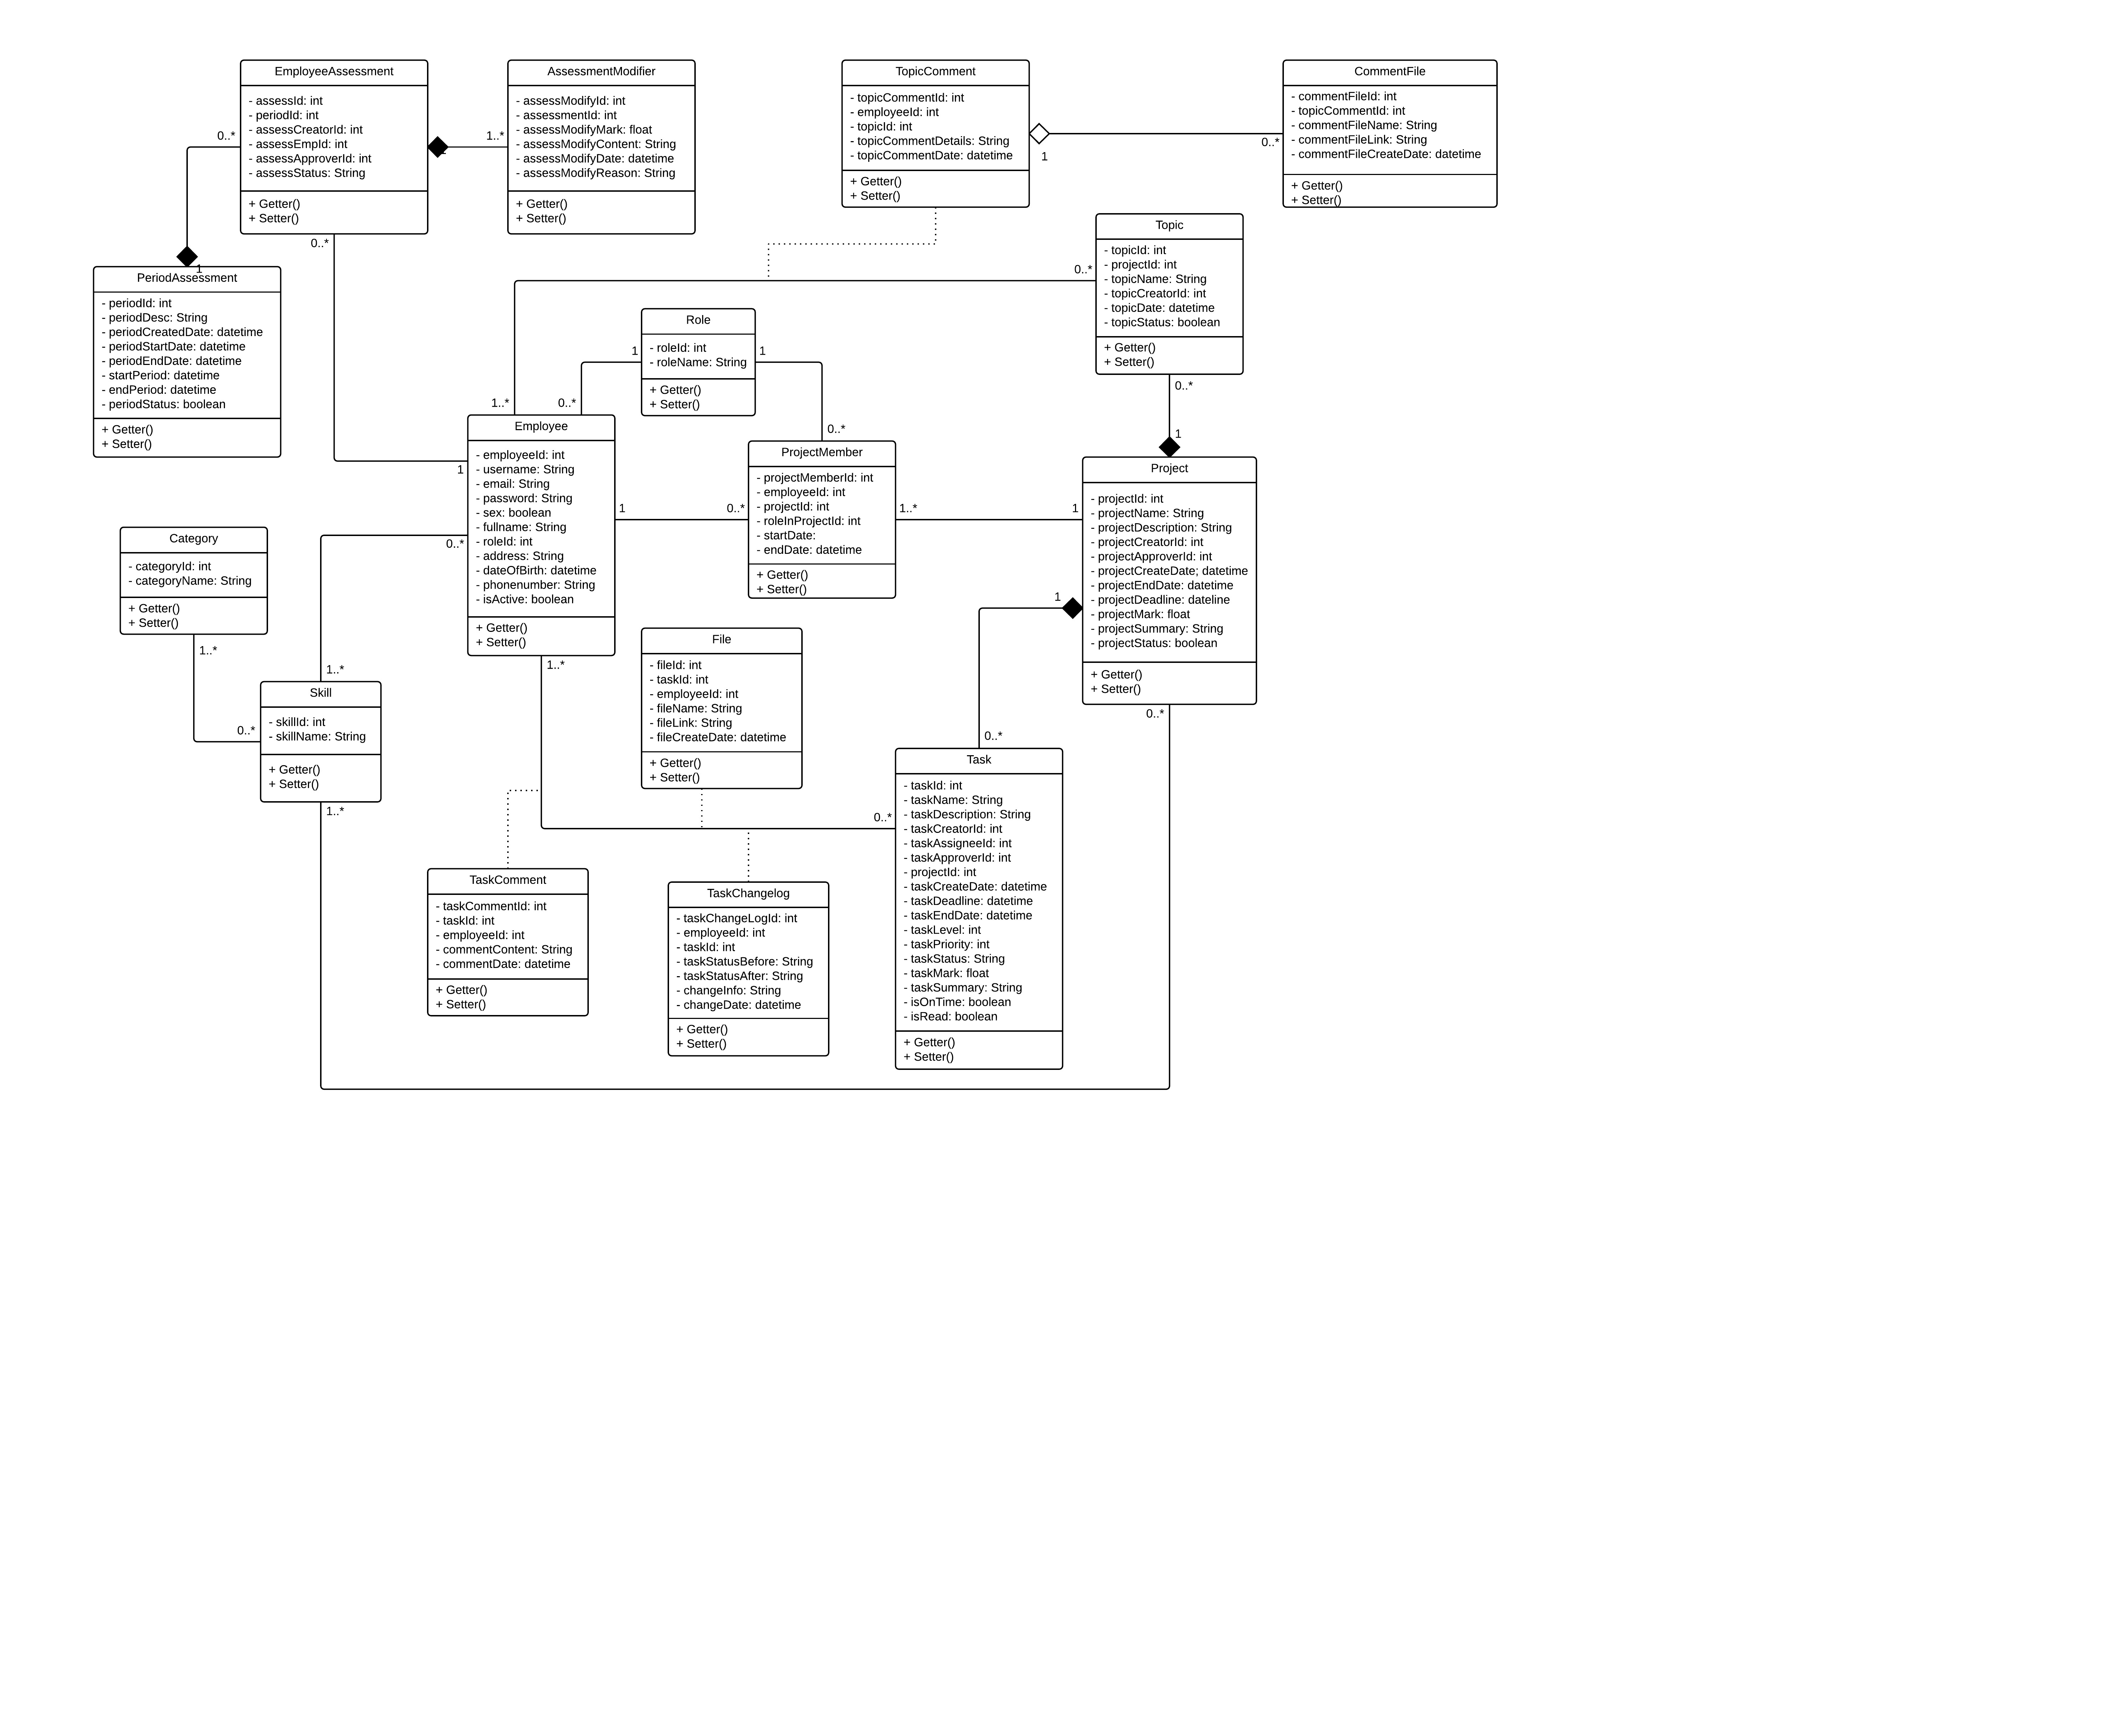 EmployeeAssessment
- assessId: int
- periodId: int
- assessCreatorId: int
- assessEmpId: int
- assessApproverId: int
- assessStatus: String
+ Getter()
+ Setter()
0..*
0..*
AssessmentModifier
- assessModifyId: int
- assessmentId: int
- assessModifyMark: float
- assessModifyContent: String
- assessModifyDate: datetime
- assessModifyReason: String
+ Getter()
+ Setter()
1..*
TopicComment
- topicCommentId: int
- employeeId: int
- topicId: int
- topicCommentDetails: String
- topicCommentDate: datetime
+ Getter()
+ Setter()
1
CommentFile
- commentFileId: int
- topicCommentId: int
- commentFileName: String
- commentFileLink: String
- commentFileCreateDate: datetime
+ Getter()
+ Setter()
0..*
Topic
- topicId: int
- projectId: int
- topicName: String
- topicCreatorId: int
- topicDate: datetime
- topicStatus: boolean
+ Getter()
+ Setter()
0..*
0..*
1
PeriodAssessment
- periodId: int
- periodDesc: String
- periodCreatedDate: datetime
- periodStartDate: datetime
- periodEndDate: datetime
- startPeriod: datetime
- endPeriod: datetime
- periodStatus: boolean
+ Getter()
+ Setter()
Role
- roleId: int
- roleName: String
+ Getter()
+ Setter()
1
1
1..*
0..*
Employee
- employeeId: int
- username: String
- email: String
- password: String
- sex: boolean
- fullname: String
- roleId: int
- address: String
- dateOfBirth: datetime
- phonenumber: String
- isActive: boolean
+ Getter()
+ Setter()
1
0..*
1
1..*
0..*
ProjectMember
- projectMemberId: int
- employeeId: int
- projectId: int
- roleInProjectId: int
- startDate:
- endDate: datetime
+ Getter()
+ Setter()
0..*
1..*
1
Project
- projectId: int
- projectName: String
- projectDescription: String
- projectCreatorId: int
- projectApproverId: int
- projectCreateDate; datetime
- projectEndDate: datetime
- projectDeadline: dateline
- projectMark: float
- projectSummary: String
- projectStatus: boolean
+ Getter()
+ Setter()
1
1
0..*
Category
- categoryId: int
- categoryName: String
+ Getter()
+ Setter()
1..*
1..*
Skill
- skillId: int
- skillName: String
+ Getter()
+ Setter()
0..*
1..*
File
- fileId: int
- taskId: int
- employeeId: int
- fileName: String
- fileLink: String
- fileCreateDate: datetime
+ Getter()
+ Setter()
0..*
Task
- taskId: int
- taskName: String
- taskDescription: String
- taskCreatorId: int
- taskAssigneeId: int
- taskApproverId: int
- projectId: int
- taskCreateDate: datetime
- taskDeadline: datetime
- taskEndDate: datetime
- taskLevel: int
- taskPriority: int
- taskStatus: String
- taskMark: float
- taskSummary: String
- isOnTime: boolean
- isRead: boolean
+ Getter()
+ Setter()
0..*
TaskComment
- taskCommentId: int
- taskId: int
- employeeId: int
- commentContent: String
- commentDate: datetime
+ Getter()
+ Setter()
TaskChangelog
- taskChangeLogId: int
- employeeId: int
- taskId: int
- taskStatusBefore: String
- taskStatusAfter: String
- changeInfo: String
- changeDate: datetime
+ Getter()
+ Setter()